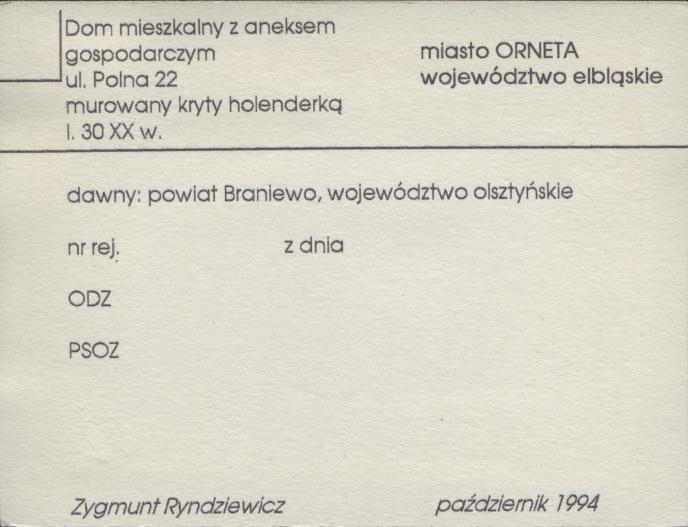 Dom mieszkalny z aneksem
gospodarczym
ul. Polna 22
murowany kryty holenderką
l. 30 XX w.
miasto ORNETA
województwo elbląskie
dawny: powiat Braniewo, województwo olsztyńskie
nr rej. z dnia
ODZ
PSOZ
Zygmunt Ryndziewicz październik 1994